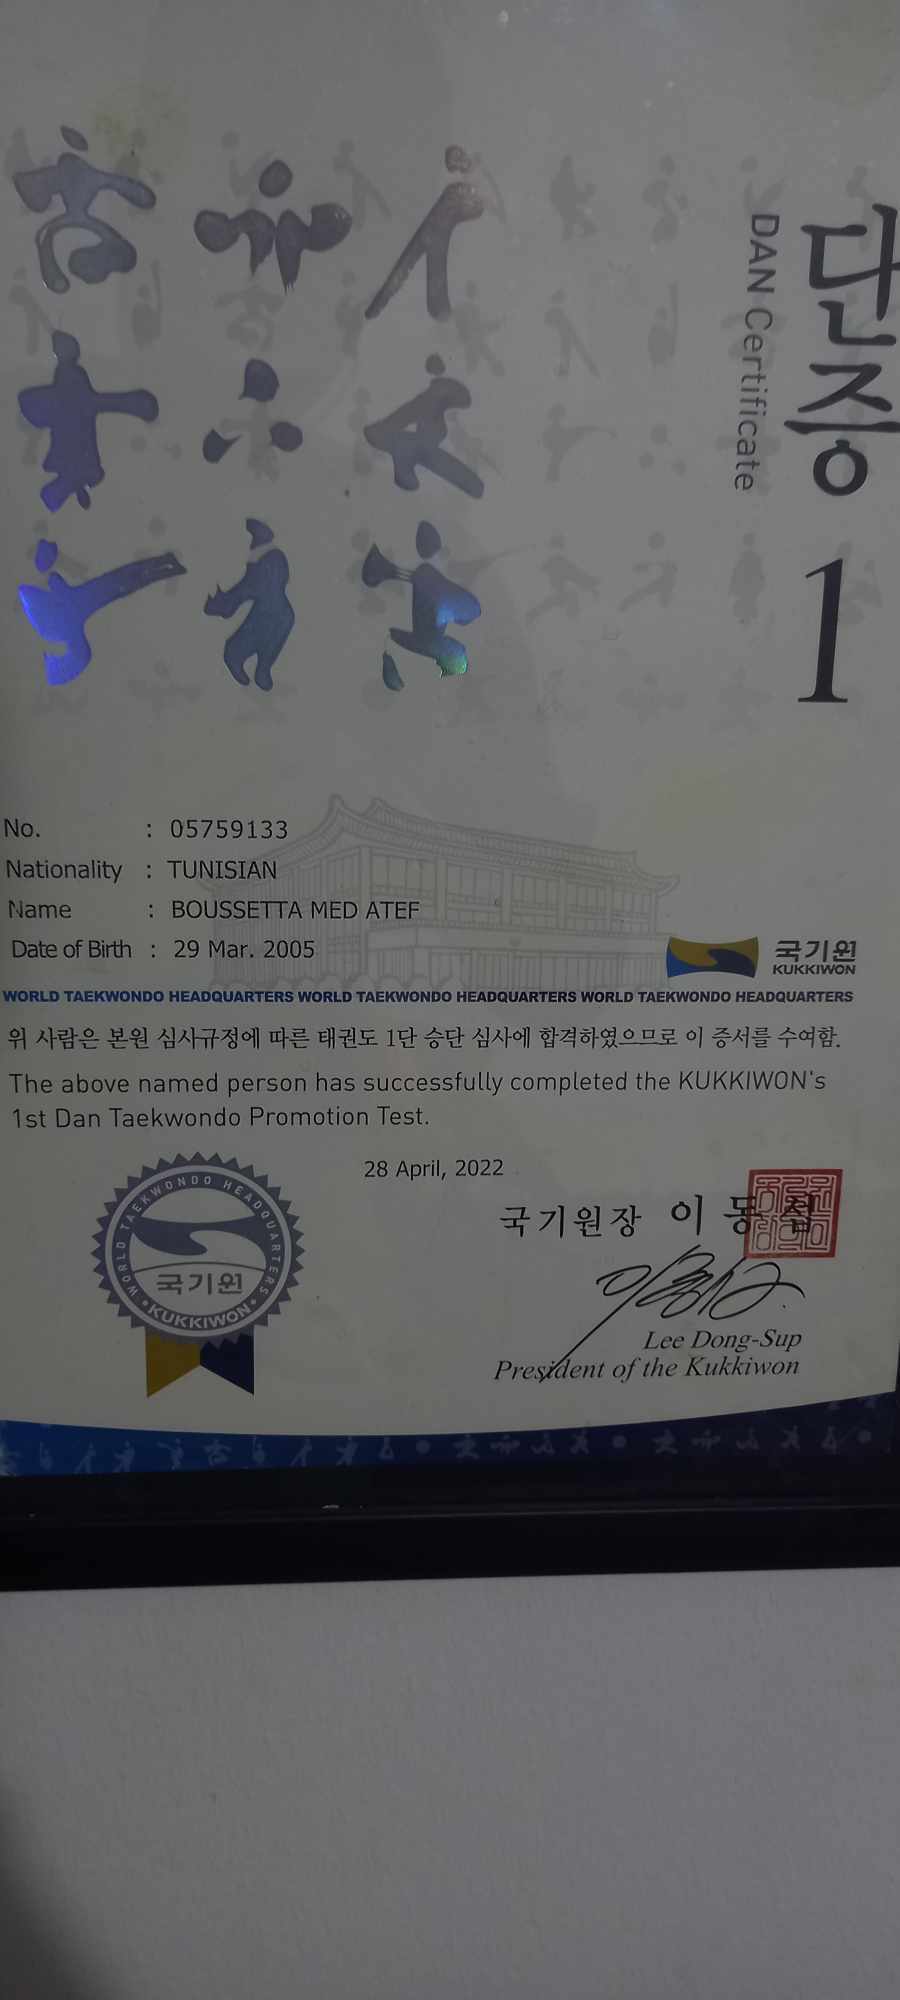 단증
DAN Certificate
1
No. : 05759133
Nationality : TUNISIAN
Name : BOUSSETTA MED ATEF
Date of Birth : 29 Mar. 2005
국기원
KUKKIWON
WORLD TAEKWONDO HEADQUARTERS WORLD TAEKWONDO HEADQUARTERS WORLD TAEKWONDO HEADQUARTERS
위 사람은 본원 심사규정에 따른 태권도 1단 승단 심사에 합격하였으므로 이 증서를 수여함.
The above named person has successfully completed the KUKKIWON's
1st Dan Taekwondo Promotion Test.
28 April, 2022
WORLD TAEKWONDO HEADQUARTERS
국기원
•KUKKIWON•
국기원장 이동섭
Lee Dong-Sup
President of the Kukkiwon